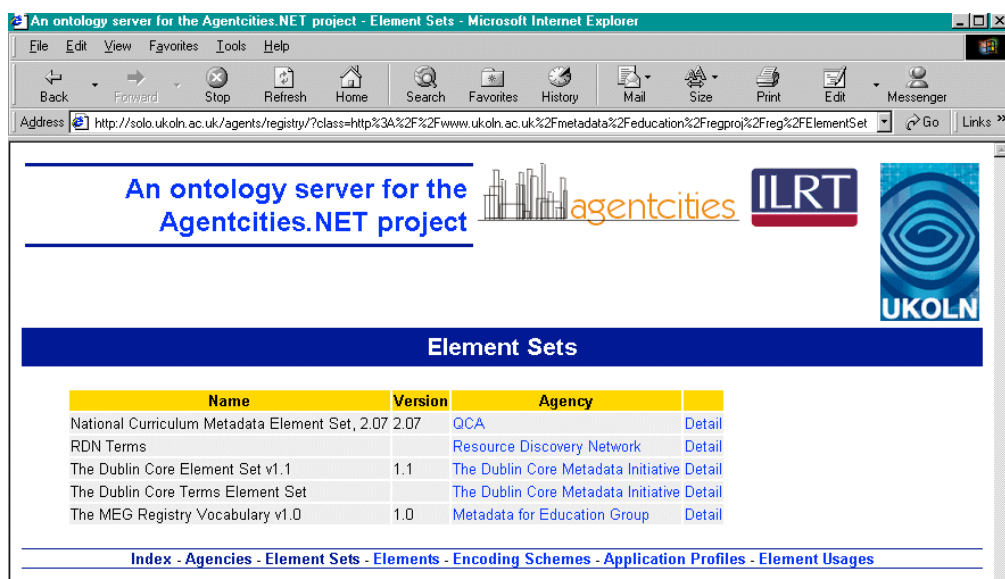 An ontology server for the Agentcities.NET project - Element Sets - Microsoft Internet Explorer
File Edit View Favorites Tools Help
Back Forward Stop Refresh Home Search Favorites History Mail Size Print Edit Messenger
Address http://solo.ukoln.ac.uk/agents/registry/?class=http%3A%2F%2Fwww.ukoln.ac.uk%2Fmetadata%2Feducation%2Fregproj%2Freg%2FElementSet Go Links »
An ontology server for the
Agentcities.NET project
agentcities
ILRT
UKOLN
Element Sets
Name Version Agency
National Curriculum Metadata Element Set, 2.07 2.07 QCA Detail
RDN Terms Resource Discovery Network Detail
The Dublin Core Element Set v1.1 1.1 The Dublin Core Metadata Initiative Detail
The Dublin Core Terms Element Set The Dublin Core Metadata Initiative Detail
The MEG Registry Vocabulary v1.0 1.0 Metadata for Education Group Detail
Index - Agencies - Element Sets - Elements - Encoding Schemes - Application Profiles - Element Usages